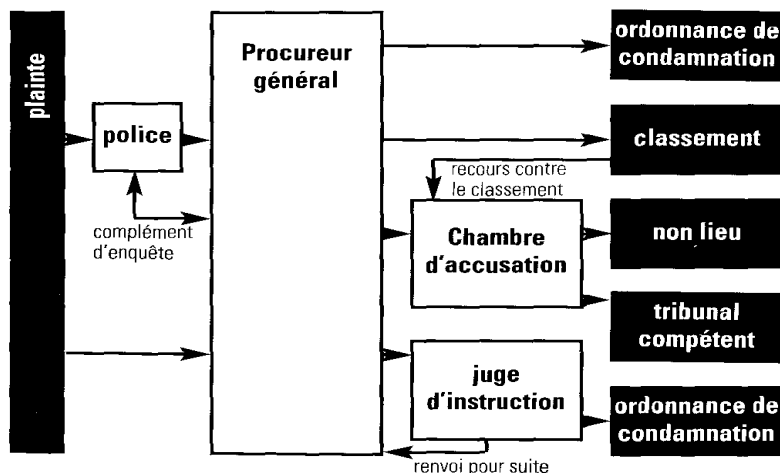 plainte
police
complément
d'enquête
Procureur
général
ordonnance de
condamnation
classement
recours contre
le classement
Chambre
d'accusation
non lieu
tribunal
compétent
juge
d'instruction
ordonnance de
condamnation
renvoi pour suite